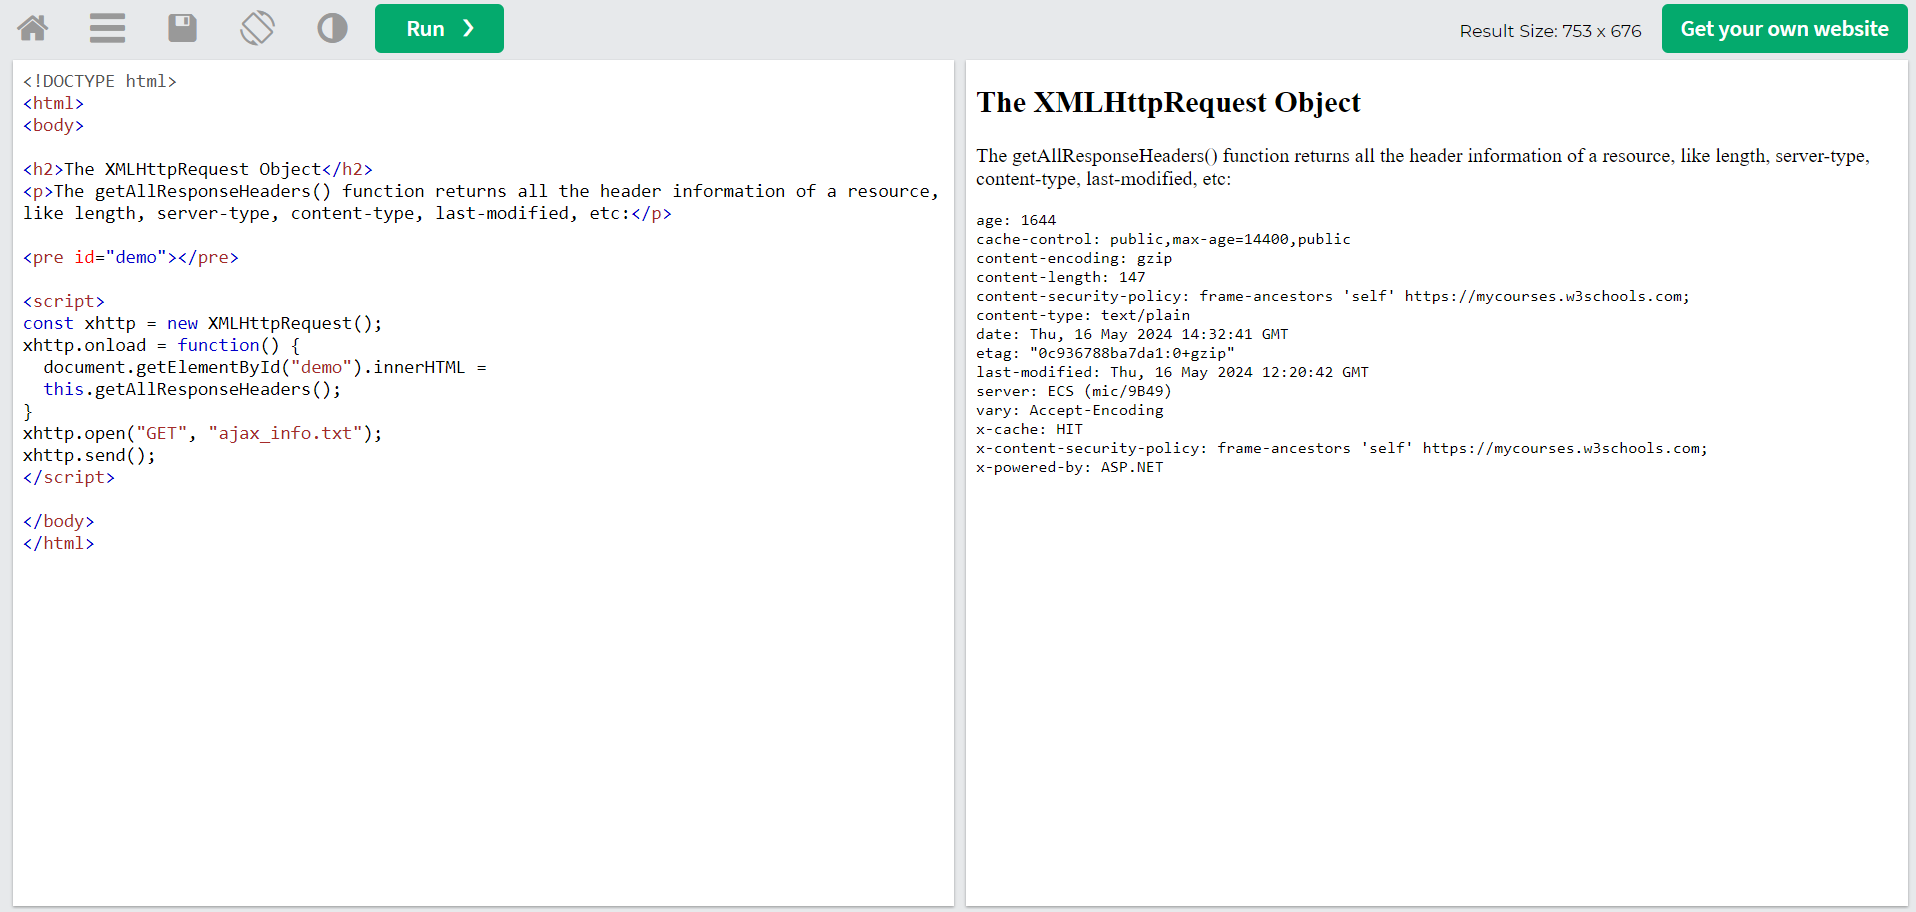 Run ❯
Result Size: 753 x 676
Get your own website
<!DOCTYPE html>
<html>
<body>
<h2>The XMLHttpRequest Object</h2>
<p>The getAllResponseHeaders() function returns all the header information of a resource,
like length, server-type, content-type, last-modified, etc:</p>
<pre id="demo"></pre>
<script>
const xhttp = new XMLHttpRequest();
xhttp.onload = function() {
  document.getElementById("demo").innerHTML =
  this.getAllResponseHeaders();
}
xhttp.open("GET", "ajax_info.txt");
xhttp.send();
</script>
</body>
</html>
The XMLHttpRequest Object
The getAllResponseHeaders() function returns all the header information of a resource, like length, server-type,
content-type, last-modified, etc:
age: 1644
cache-control: public,max-age=14400,public
content-encoding: gzip
content-length: 147
content-security-policy: frame-ancestors 'self' https://mycourses.w3schools.com;
content-type: text/plain
date: Thu, 16 May 2024 14:32:41 GMT
etag: "0c936788ba7da1:0+gzip"
last-modified: Thu, 16 May 2024 12:20:42 GMT
server: ECS (mic/9B49)
vary: Accept-Encoding
x-cache: HIT
x-content-security-policy: frame-ancestors 'self' https://mycourses.w3schools.com;
x-powered-by: ASP.NET